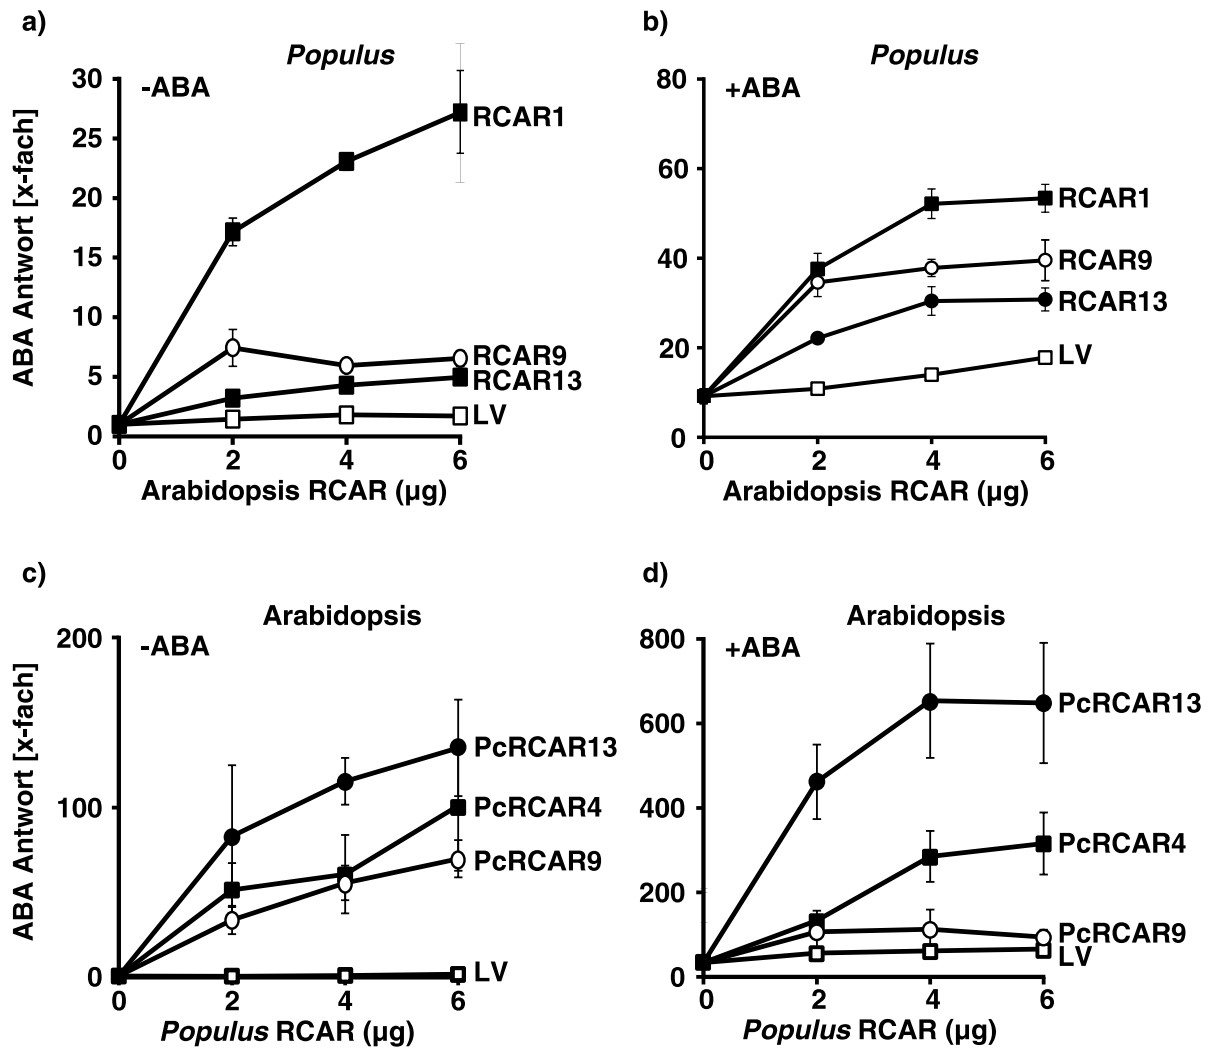 a)
Populus
-ABA
30
25
20
15
10
5
0
ABA Antwort [x-fach]
RCAR1
RCAR9
RCAR13
LV
0 2 4 6
Arabidopsis RCAR (µg)
b)
Populus
+ABA
80
60
40
20
0
RCAR1
RCAR9
RCAR13
LV
0 2 4 6
Arabidopsis RCAR (µg)
c)
Arabidopsis
-ABA
200
100
0
ABA Antwort [x-fach]
PcRCAR13
PcRCAR4
PcRCAR9
LV
0 2 4 6
Populus RCAR (µg)
d)
Arabidopsis
+ABA
800
600
400
200
0
PcRCAR13
PcRCAR4
PcRCAR9
LV
0 2 4 6
Populus RCAR (µg)